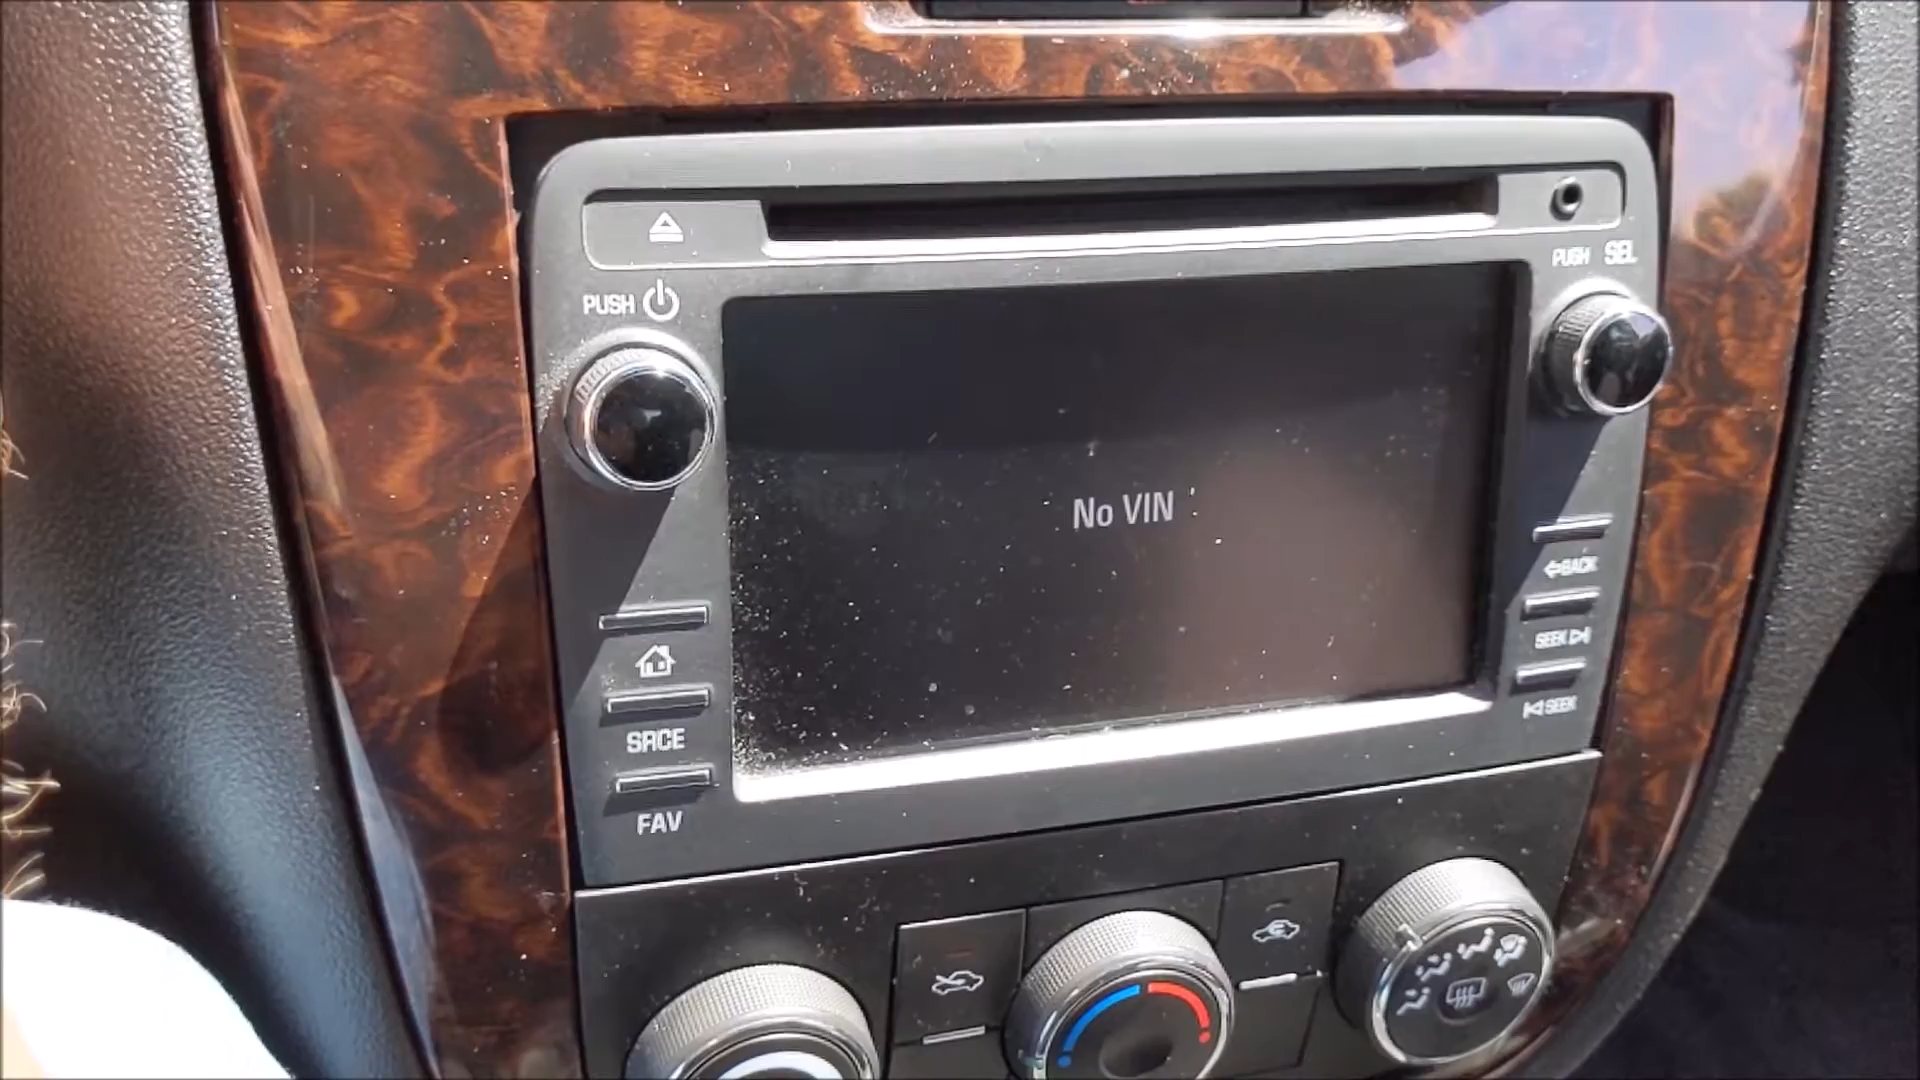 PUSH
PUSH SEL
No VIN
BACK
SEEK
SEEK
SRCE
FAV